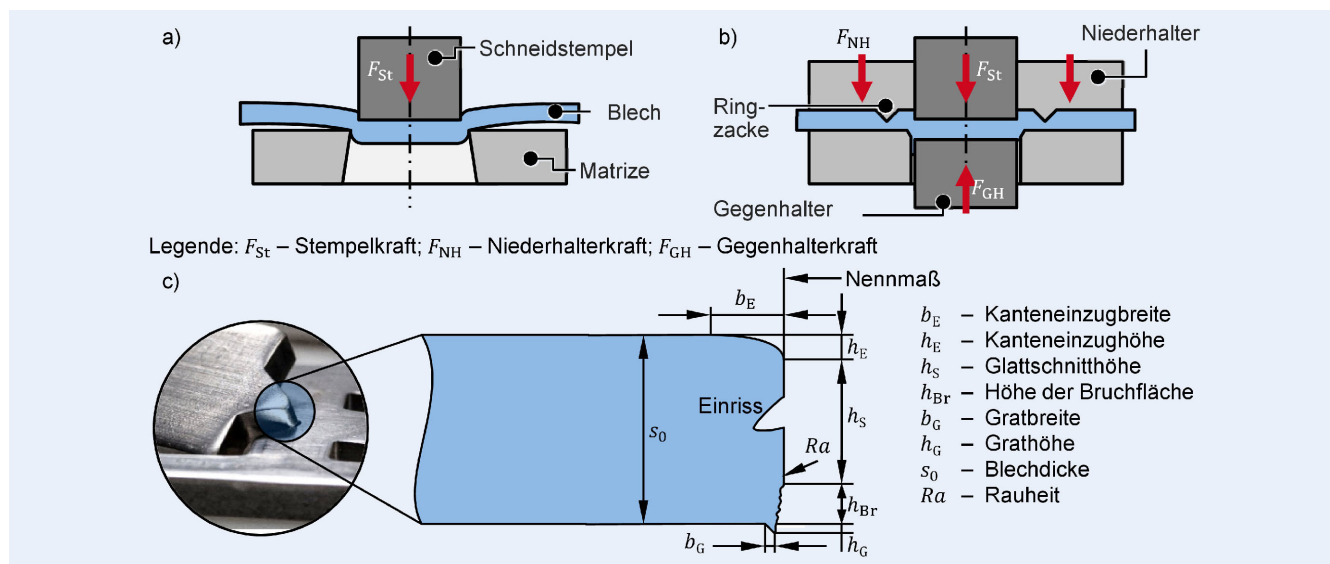 a)
Schneidstempel
F_St
Blech
Matrize
b)
F_NH
Niederhalter
F_St
Ring-
zacke
F_GH
Gegenhalter
Legende: F_St – Stempelkraft; F_NH – Niederhalterkraft; F_GH – Gegenhalterkraft
c)
Nennmaß
b_E
h_E
Einriss
h_S
s_0
Ra
h_Br
b_G
h_G
b_E – Kanteneinzugbreite
h_E – Kanteneinzughöhe
h_S – Glattschnitthöhe
h_Br – Höhe der Bruchfläche
b_G – Gratbreite
h_G – Grathöhe
s_0 – Blechdicke
Ra – Rauheit